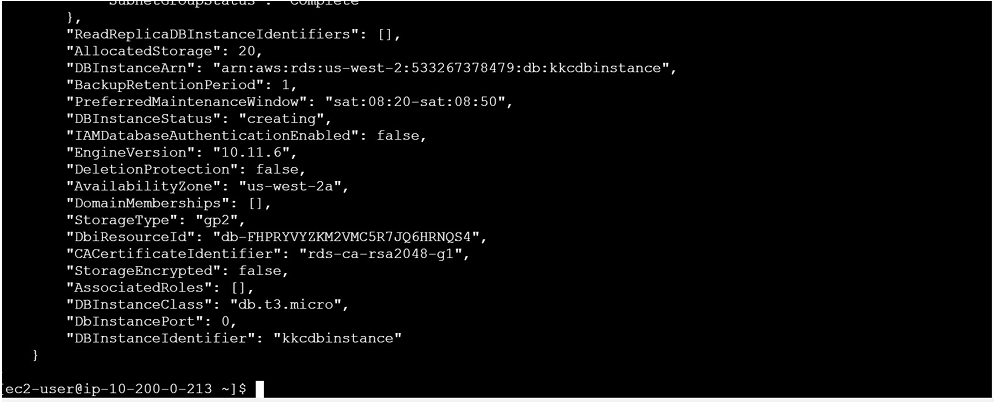 "SubnetGroupStatus": "Complete"
},
"ReadReplicaDBInstanceIdentifiers": [],
"AllocatedStorage": 20,
"DBInstanceArn": "arn:aws:rds:us-west-2:533267378479:db:kkcdbinstance",
"BackupRetentionPeriod": 1,
"PreferredMaintenanceWindow": "sat:08:20-sat:08:50",
"DBInstanceStatus": "creating",
"IAMDatabaseAuthenticationEnabled": false,
"EngineVersion": "10.11.6",
"DeletionProtection": false,
"AvailabilityZone": "us-west-2a",
"DomainMemberships": [],
"StorageType": "gp2",
"DbiResourceId": "db-FHPRYVYZKM2VMC5R7JQ6HRNQS4",
"CACertificateIdentifier": "rds-ca-rsa2048-g1",
"StorageEncrypted": false,
"AssociatedRoles": [],
"DBInstanceClass": "db.t3.micro",
"DbInstancePort": 0,
"DBInstanceIdentifier": "kkcdbinstance"
}
[ec2-user@ip-10-200-0-213 ~]$